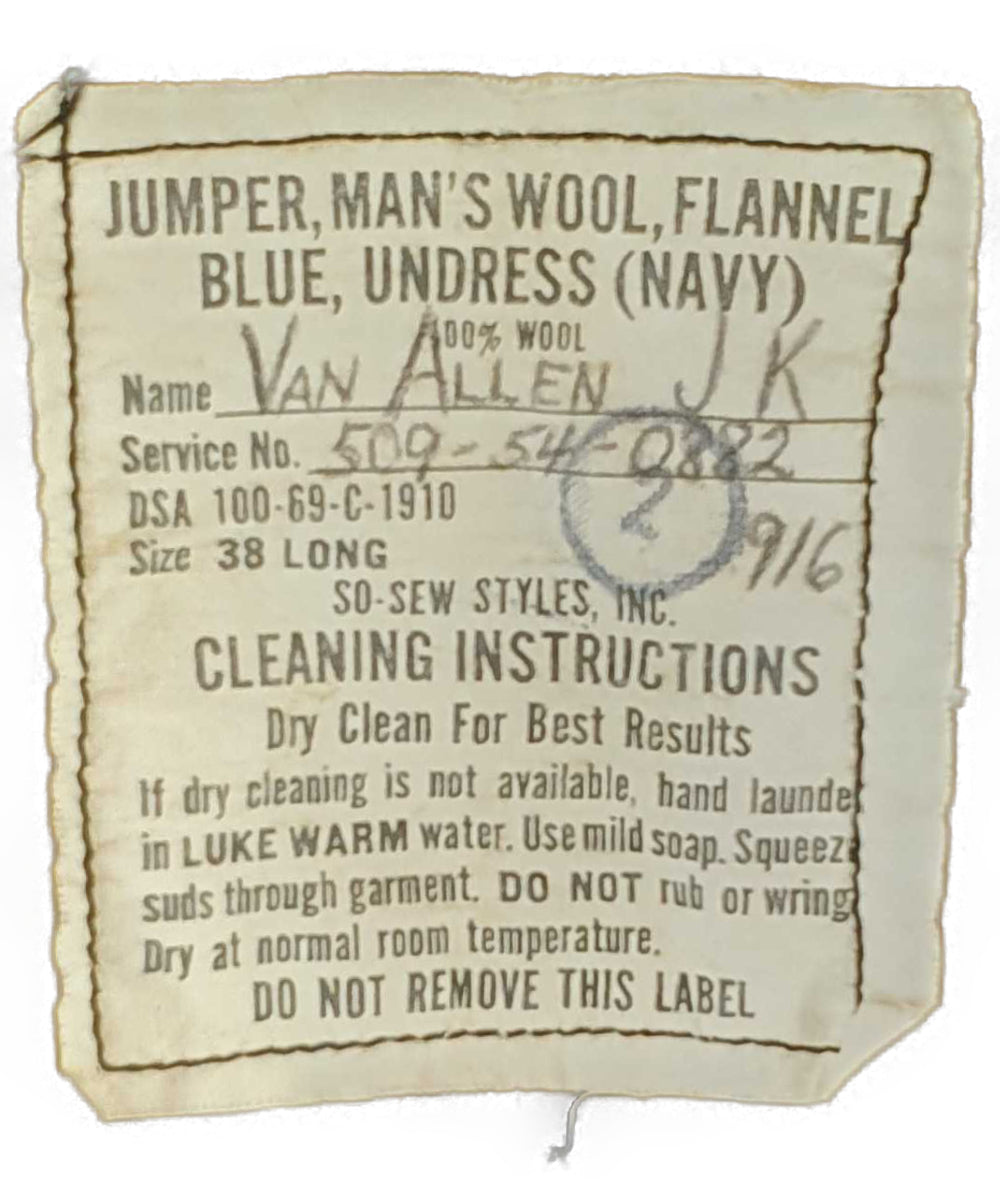 JUMPER, MAN'S WOOL, FLANNEL
BLUE, UNDRESS (NAVY)
100% WOOL
Name VAN ALLEN J K
Service No. 509-54-0882
2
DSA 100-69-C-1910
916
Size 38 LONG
SO-SEW STYLES, INC.
CLEANING INSTRUCTIONS
Dry Clean For Best Results
If dry cleaning is not available, hand launde
in LUKE WARM water. Use mild soap. Squeeze
suds through garment. DO NOT rub or wring
Dry at normal room temperature.
DO NOT REMOVE THIS LABEL